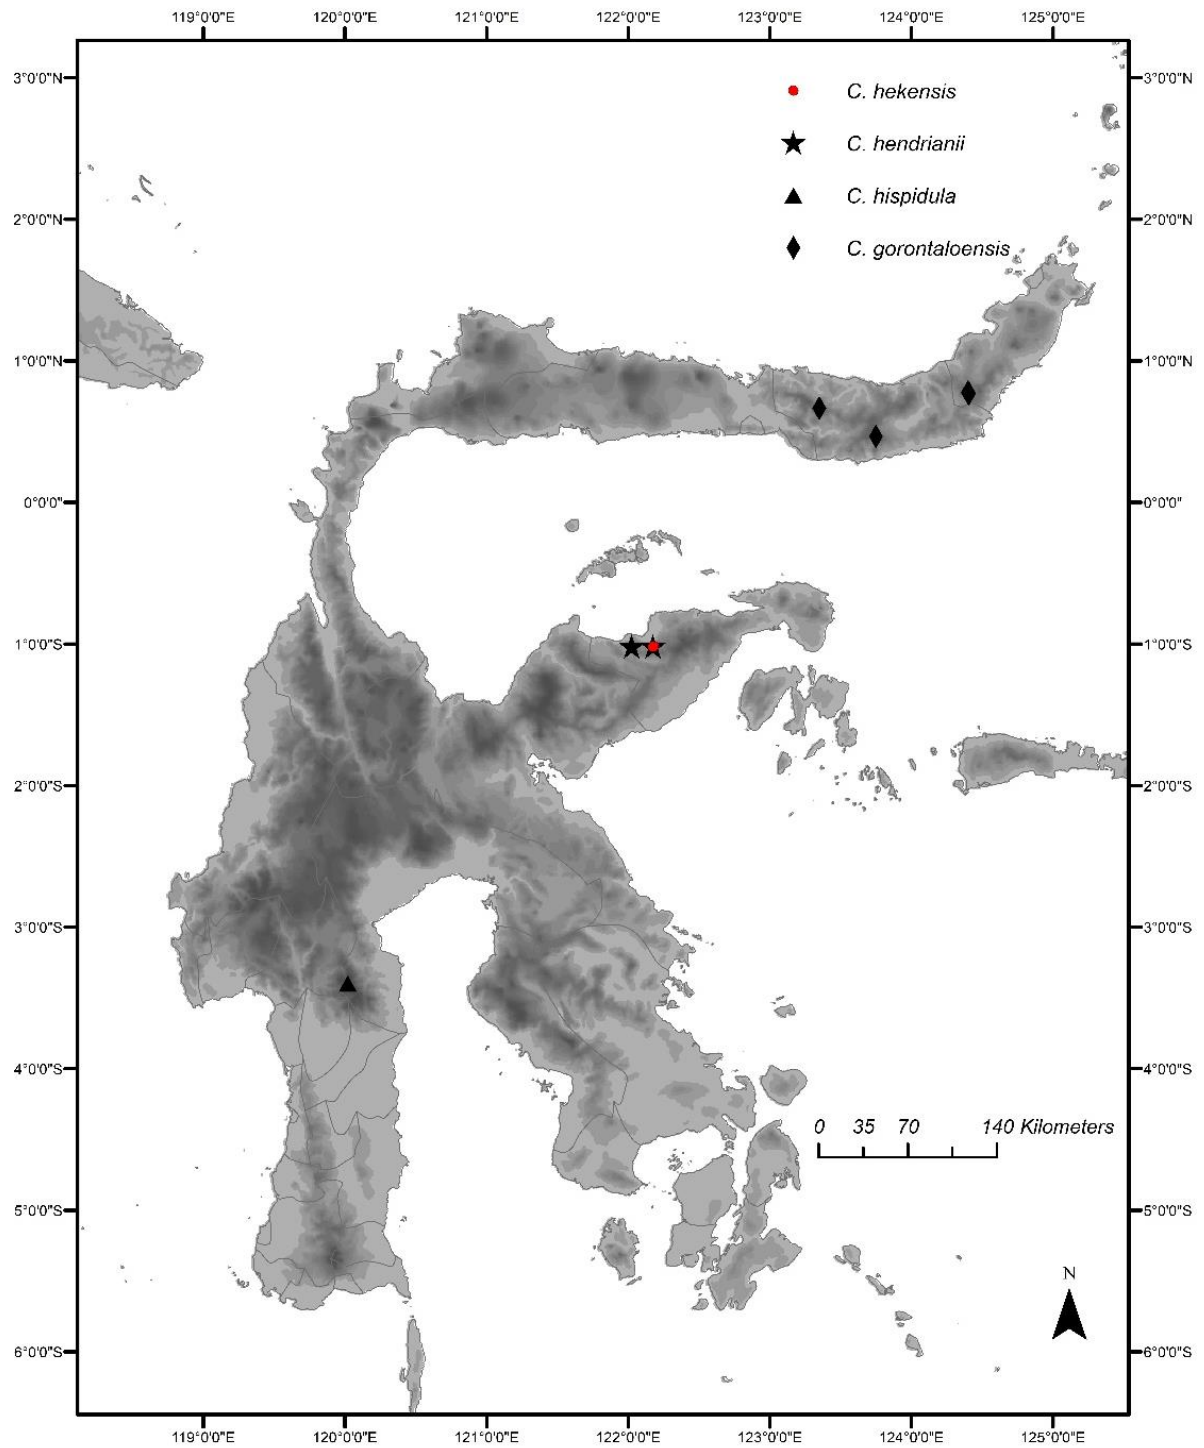 119°0'0"E 120°0'0"E 121°0'0"E 122°0'0"E 123°0'0"E 124°0'0"E 125°0'0"E
3°0'0"N 3°0'0"N
C. hekensis
C. hendrianii
C. hispidula
2°0'0"N 2°0'0"N
C. gorontaloensis
1°0'0"N 1°0'0"N
0°0'0" 0°0'0"
1°0'0"S 1°0'0"S
2°0'0"S 2°0'0"S
3°0'0"S 3°0'0"S
4°0'0"S 4°0'0"S
0 35 70 140 Kilometers
5°0'0"S 5°0'0"S
N
6°0'0"S 6°0'0"S
119°0'0"E 120°0'0"E 121°0'0"E 122°0'0"E 123°0'0"E 124°0'0"E 125°0'0"E